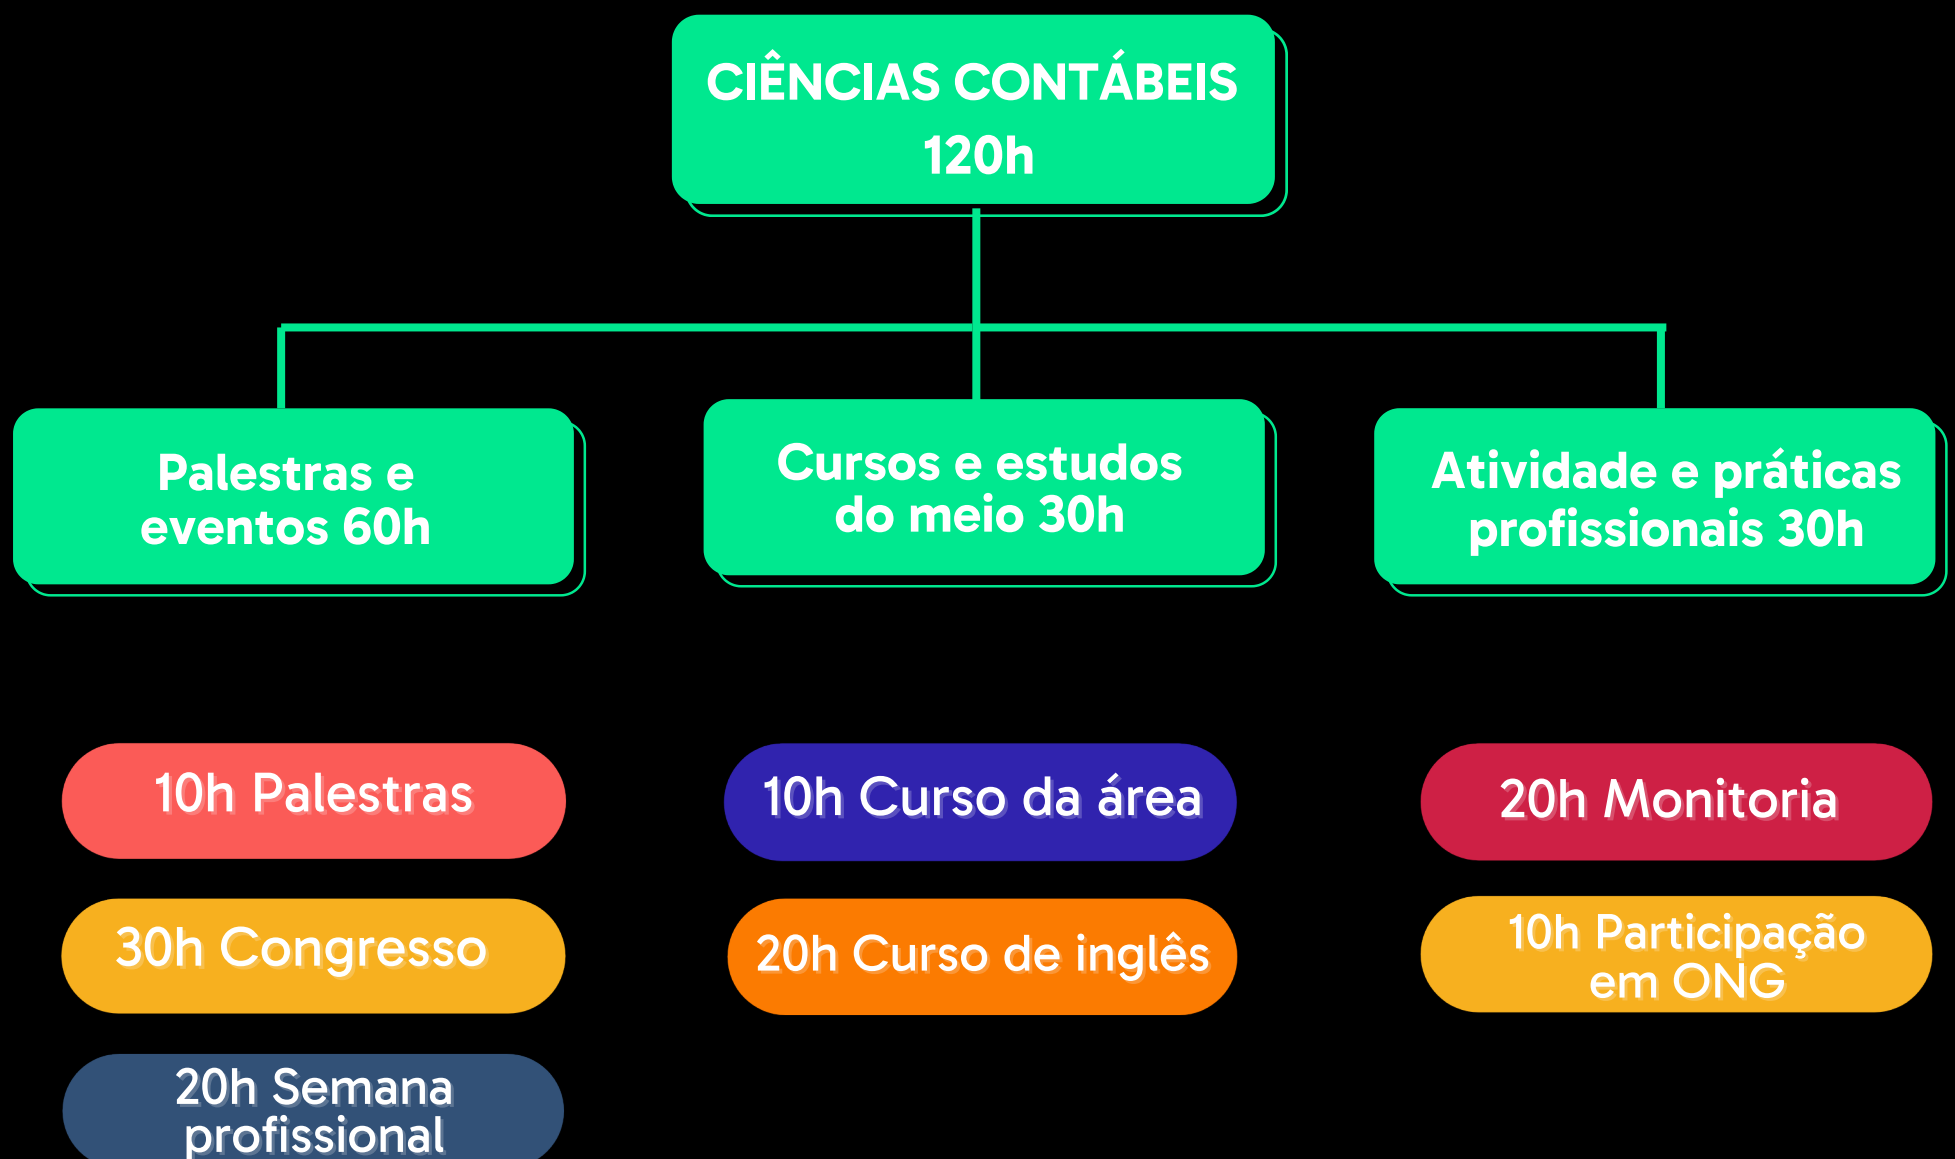 CIÊNCIAS CONTÁBEIS
120h
Palestras e
eventos 60h
Cursos e estudos
do meio 30h
Atividade e práticas
profissionais 30h
10h Palestras
30h Congresso
20h Semana
profissional
10h Curso da área
20h Curso de inglês
20h Monitoria
10h Participação
em ONG